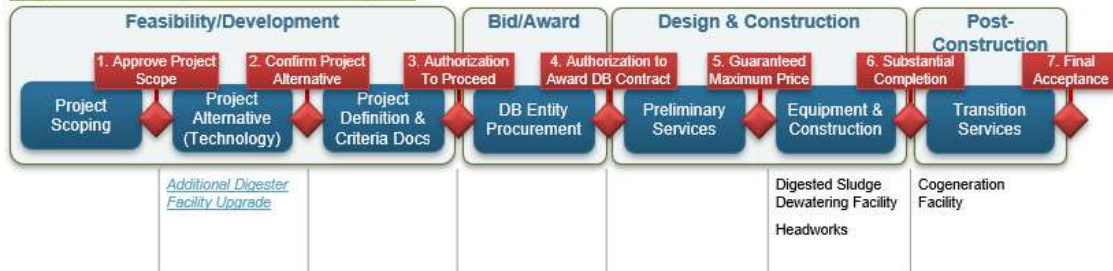 Feasibility/Development
Bid/Award
Design & Construction
Post-
Construction
1. Approve Project
Scope
2. Confirm Project
Alternative
3. Authorization
To Proceed
4. Authorization to
Award DB Contract
5. Guaranteed
Maximum Price
6. Substantial
Completion
7. Final
Acceptance
Project
Scoping
Project
Alternative
(Technology)
Project
Definition &
Criteria Docs
DB Entity
Procurement
Preliminary
Services
Equipment &
Construction
Transition
Services
Additional Digester
Facility Upgrade
Digested Sludge
Dewatering Facility
Headworks
Cogeneration
Facility